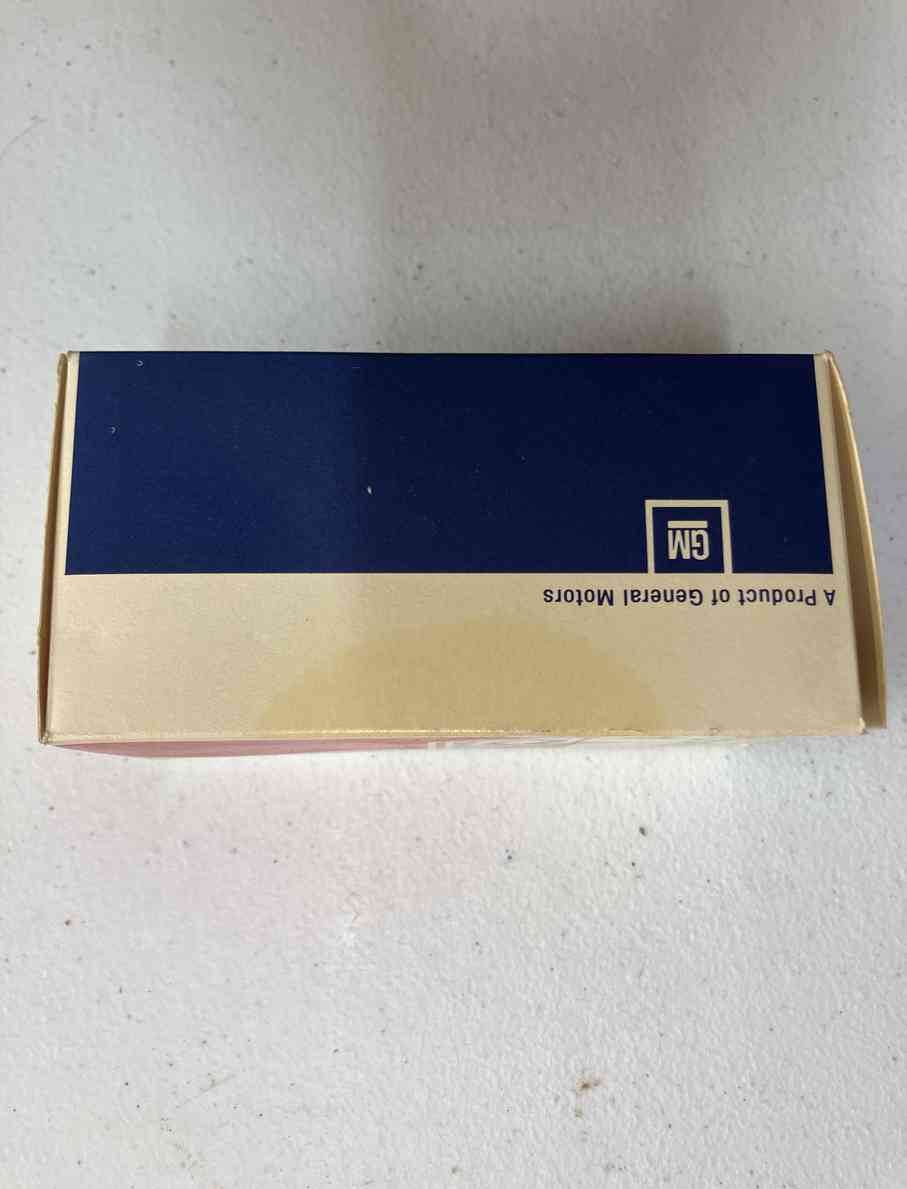 A Product of General Motors
GM